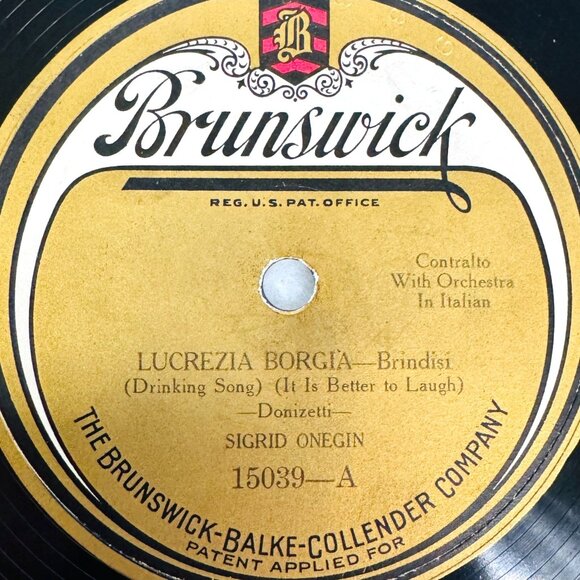 B
Brunswick
REG. U.S. PAT. OFFICE
Contralto
With Orchestra
In Italian
LUCREZIA BORGIA—Brindisi
(Drinking Song) (It Is Better to Laugh)
—Donizetti—
SIGRID ONEGIN
15039—A
THE BRUNSWICK-BALKE-COLLENDER COMPANY
PATENT APPLIED FOR